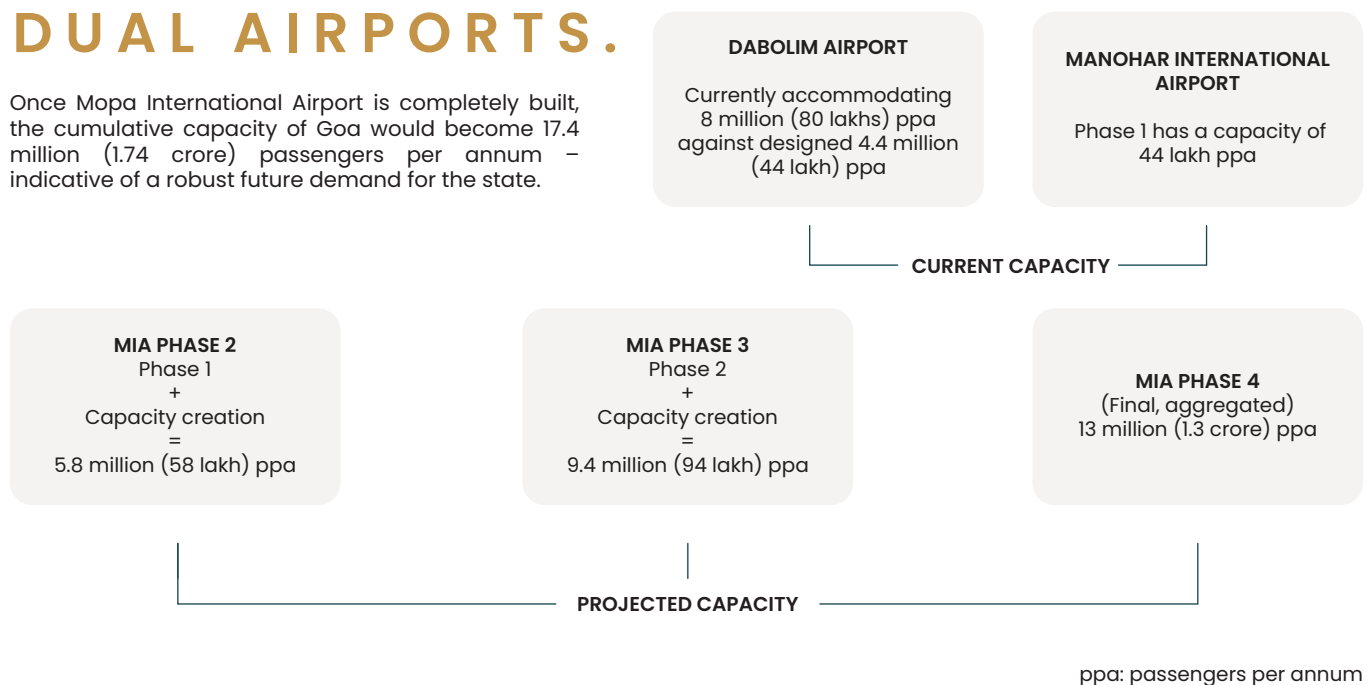 DUAL AIRPORTS.
Once Mopa International Airport is completely built,
the cumulative capacity of Goa would become 17.4
million (1.74 crore) passengers per annum –
indicative of a robust future demand for the state.
DABOLIM AIRPORT
Currently accommodating
8 million (80 lakhs) ppa
against designed 4.4 million
(44 lakh) ppa
MANOHAR INTERNATIONAL
AIRPORT
Phase 1 has a capacity of
44 lakh ppa
CURRENT CAPACITY
MIA PHASE 2
Phase 1
+
Capacity creation
=
5.8 million (58 lakh) ppa
MIA PHASE 3
Phase 2
+
Capacity creation
=
9.4 million (94 lakh) ppa
MIA PHASE 4
(Final, aggregated)
13 million (1.3 crore) ppa
PROJECTED CAPACITY
ppa: passengers per annum